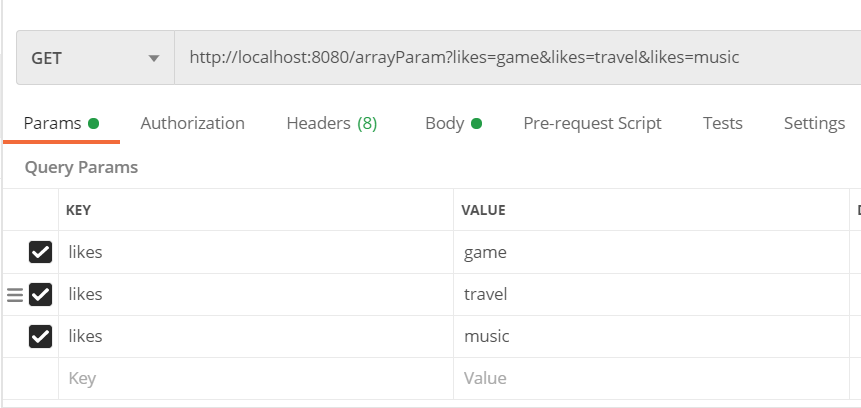 GET http://localhost:8080/arrayParam?likes=game&likes=travel&likes=music
Params Authorization Headers (8) Body Pre-request Script Tests Settings
Query Params
KEY VALUE
likes game
likes travel
likes music
Key Value